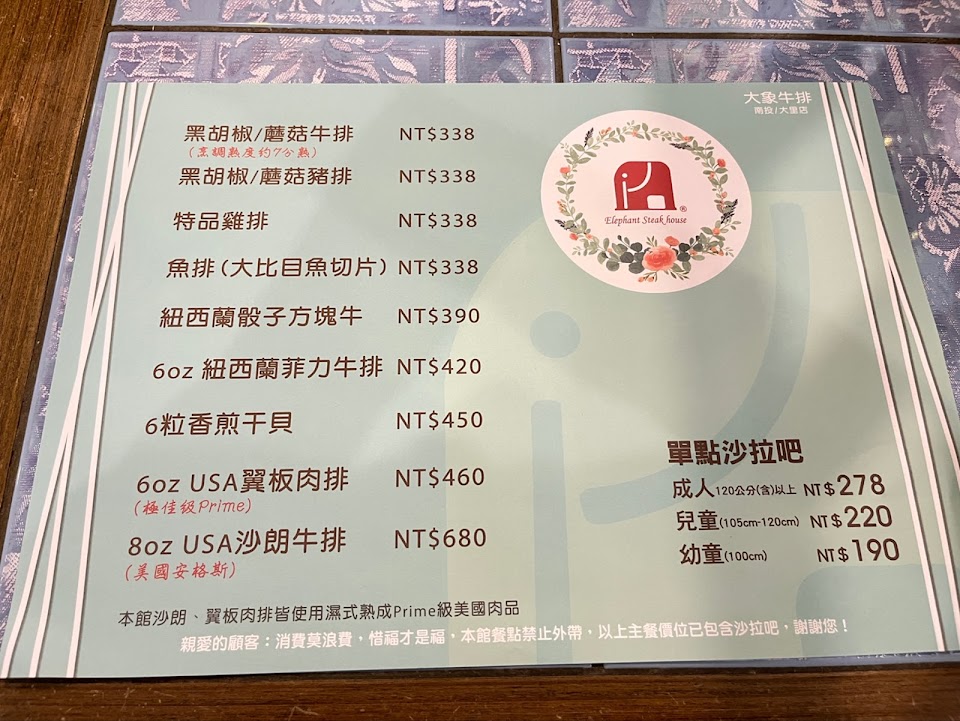 大象牛排
南投/大里店
黑胡椒/蘑菇牛排 NT$338
(烹調熟度約7分熟)
黑胡椒/蘑菇豬排 NT$338
特品雞排 NT$338
魚排(大比目魚切片) NT$338
紐西蘭骰子方塊牛 NT$390
6oz 紐西蘭菲力牛排 NT$420
6粒香煎干貝 NT$450
6oz USA翼板肉排 NT$460
(極佳级Prime)
8oz USA沙朗牛排 NT$680
(美國安格斯)
Elephant Steak house
®
單點沙拉吧
成人120公分(含)以上 NT$278
兒童(105cm-120cm) NT$220
幼童(100cm) NT$190
本館沙朗、翼板肉排皆使用濕式熟成Prime級美國肉品
親愛的顧客：消費莫浪費，惜福才是福，本館餐點禁止外帶，以上主餐價位已包含沙拉吧，謝謝您！